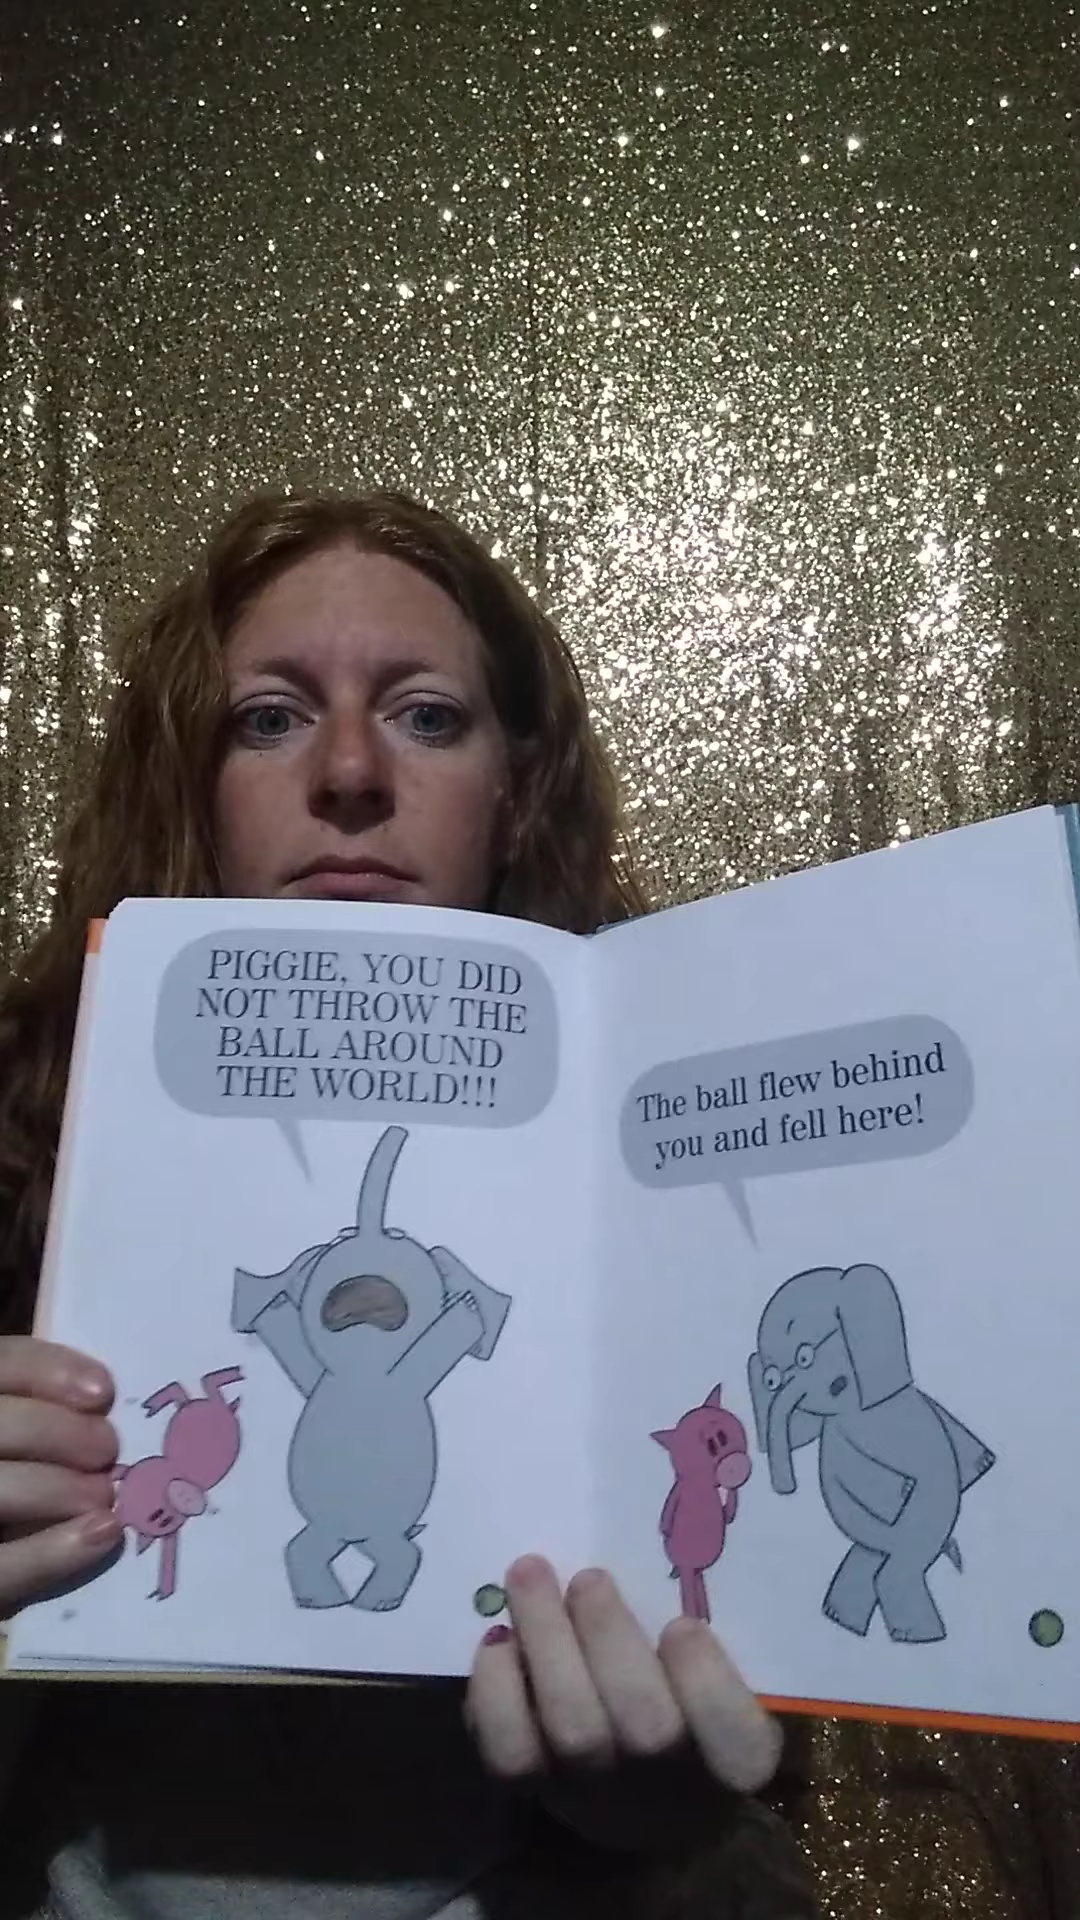 PIGGIE, YOU DID
NOT THROW THE
BALL AROUND
THE WORLD!!!
The ball flew behind
you and fell here!